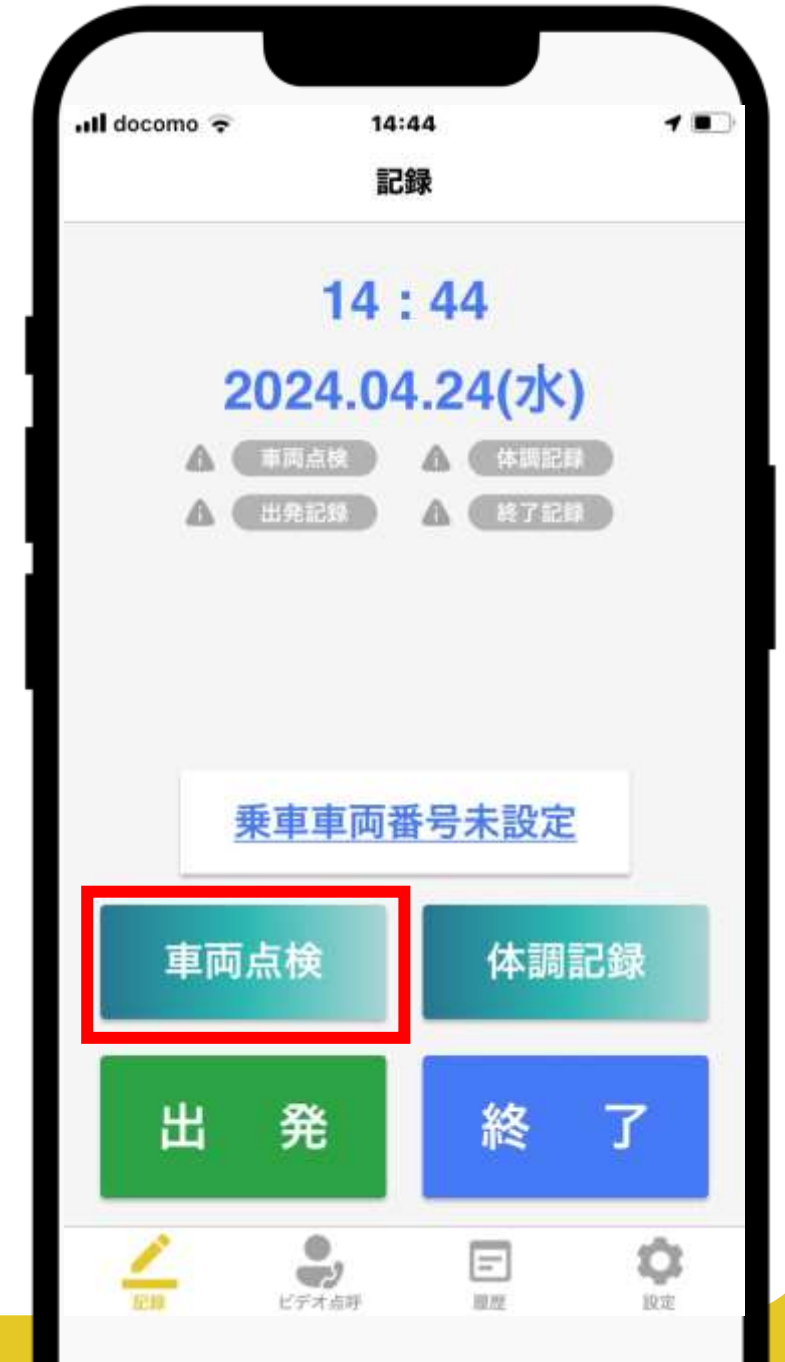 docomo 14:44
記録
14 : 44
2024.04.24(水)
車両点検 体調記録
出発記録 終了記録
乗車車両番号未設定
車両点検 体調記録
出 発 終 了
記録 ビデオ点呼 履歴 設定